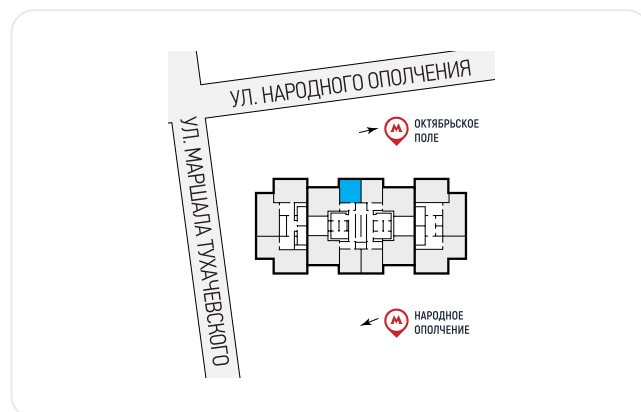 УЛ. НАРОДНОГО ОПОЛЧЕНИЯ
ОКТЯБРЬСКОЕ
ПОЛЕ
УЛ. МАРШАЛА ТУХАЧЕВСКОГО
НАРОДНОЕ
ОПОЛЧЕНИЕ